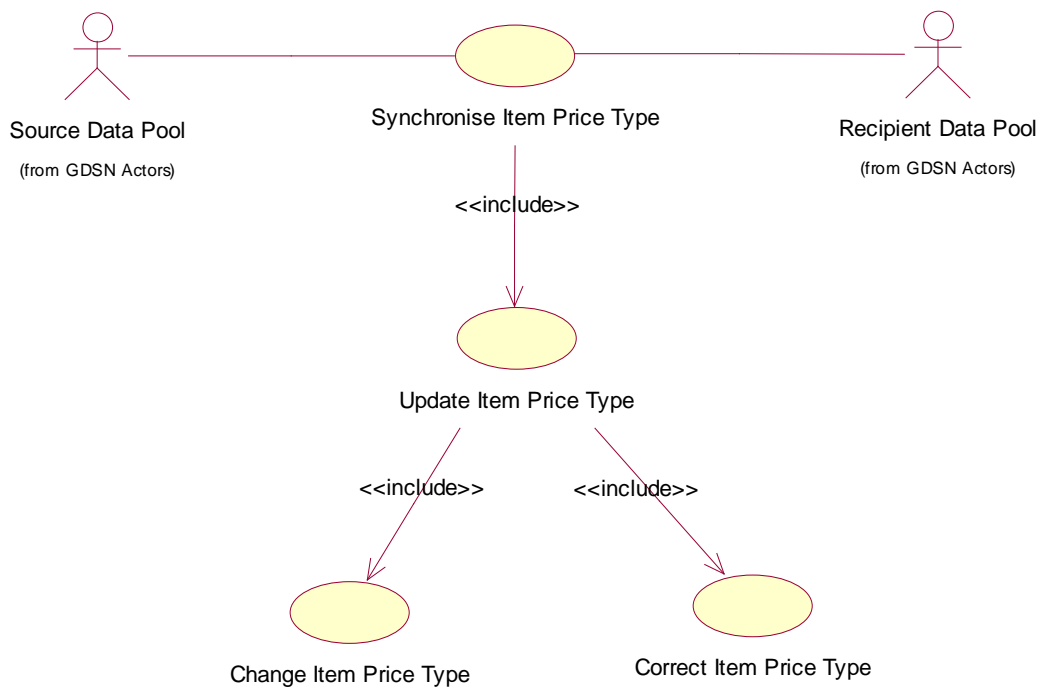 Source Data Pool
(from GDSN Actors)
Synchronise Item Price Type
Recipient Data Pool
(from GDSN Actors)
<<include>>
Update Item Price Type
<<include>>
<<include>>
Change Item Price Type
Correct Item Price Type